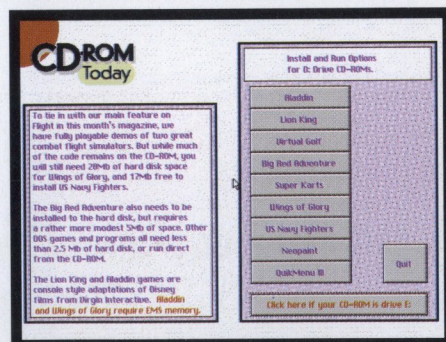 CD-ROM
Today
To tie in with our main feature on
Flight in this month's magazine, we
have fully playable demos of two great
combat flight simulators. But while much
of the code remains on the CD-ROM, you
will still need 20Mb of hard disk space
for Wings of Glory, and 17Mb free to
install US Navy Fighters.
The Big Red Adventure also needs to be
installed to the hard disk, but requires
a rather more modest 5Mb of space. Other
DOS games and programs all need less
than 2.5 Mb of hard disk, or run direct
from the CD-ROM.
The Lion King and Aladdin games are
console style adaptations of Disney
films from Virgin Interactive. Aladdin
and Wings of Glory require EMS memory.
Install and Run Options
for D: Drive CD-ROMs.
Aladdin
Lion King
Virtual Golf
Big Red Adventure
Super Karts
Wings of Glory
US Navy Fighters
Neopaint
QuikMenu III
Quit
Click here if your CD-ROM is drive E: